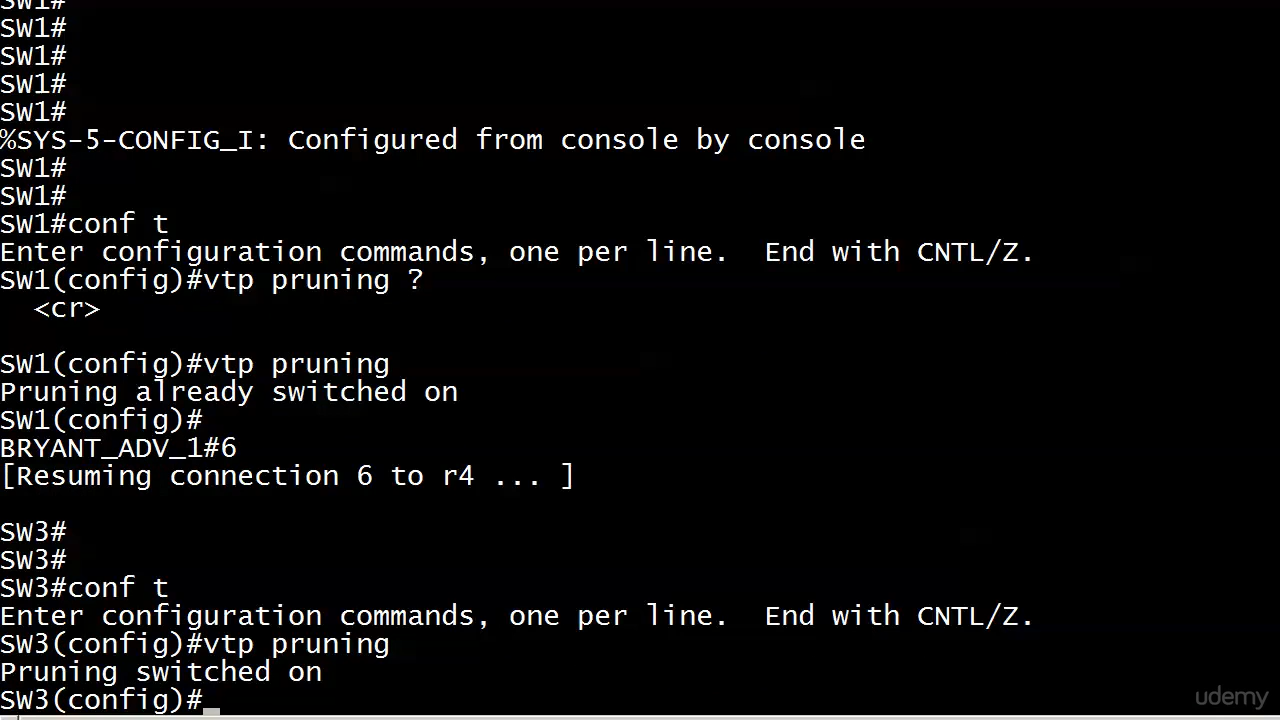 SW1#
SW1#
SW1#
SW1#
SW1#
%SYS-5-CONFIG_I: Configured from console by console
SW1#
SW1#
SW1#conf t
Enter configuration commands, one per line.  End with CNTL/Z.
SW1(config)#vtp pruning ?
  <cr>

SW1(config)#vtp pruning
Pruning already switched on
SW1(config)#
BRYANT_ADV_1#6
[Resuming connection 6 to r4 ... ]

SW3#
SW3#
SW3#conf t
Enter configuration commands, one per line.  End with CNTL/Z.
SW3(config)#vtp pruning
Pruning switched on
SW3(config)#
udemy